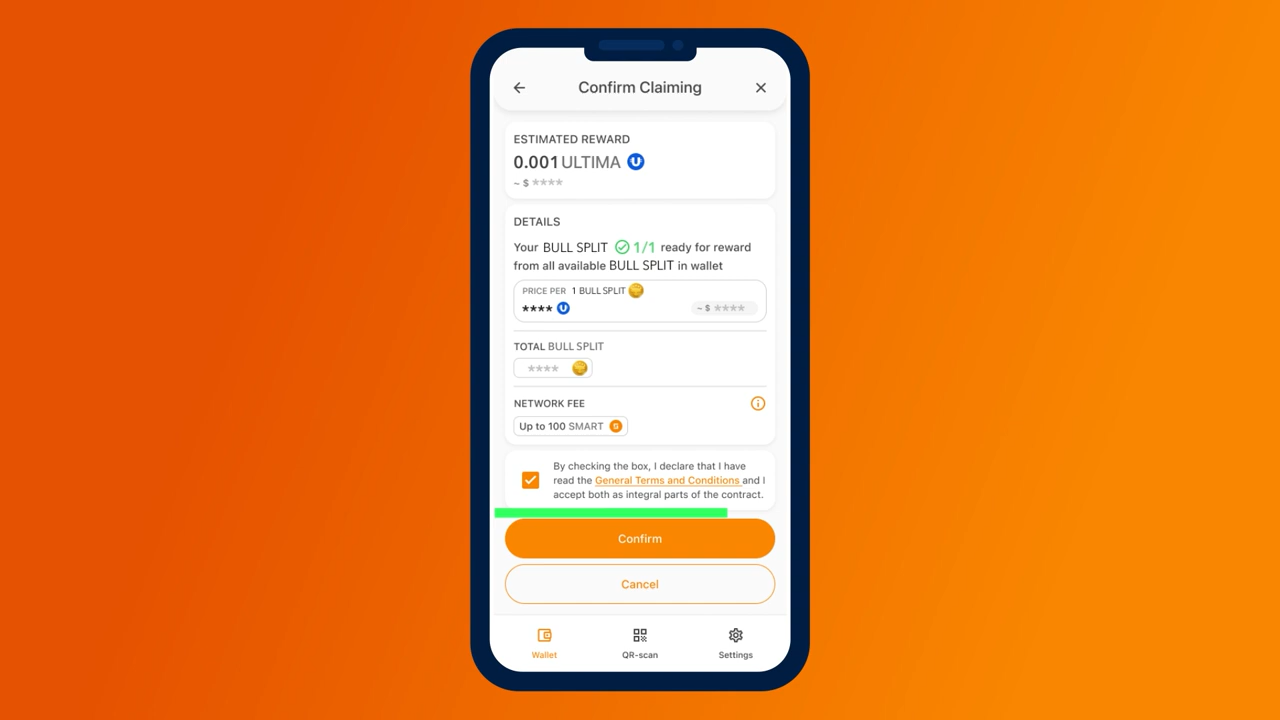 Confirm Claiming
ESTIMATED REWARD
0.001 ULTIMA
~ $ ****
DETAILS
Your BULL SPLIT 1/1 ready for reward
from all available BULL SPLIT in wallet
PRICE PER 1 BULL SPLIT
**** ~ $ ****
TOTAL BULL SPLIT
****
NETWORK FEE
Up to 100 SMART S
By checking the box, I declare that I have
read the General Terms and Conditions and I
accept both as integral parts of the contract.
Confirm
Cancel
Wallet QR-scan Settings